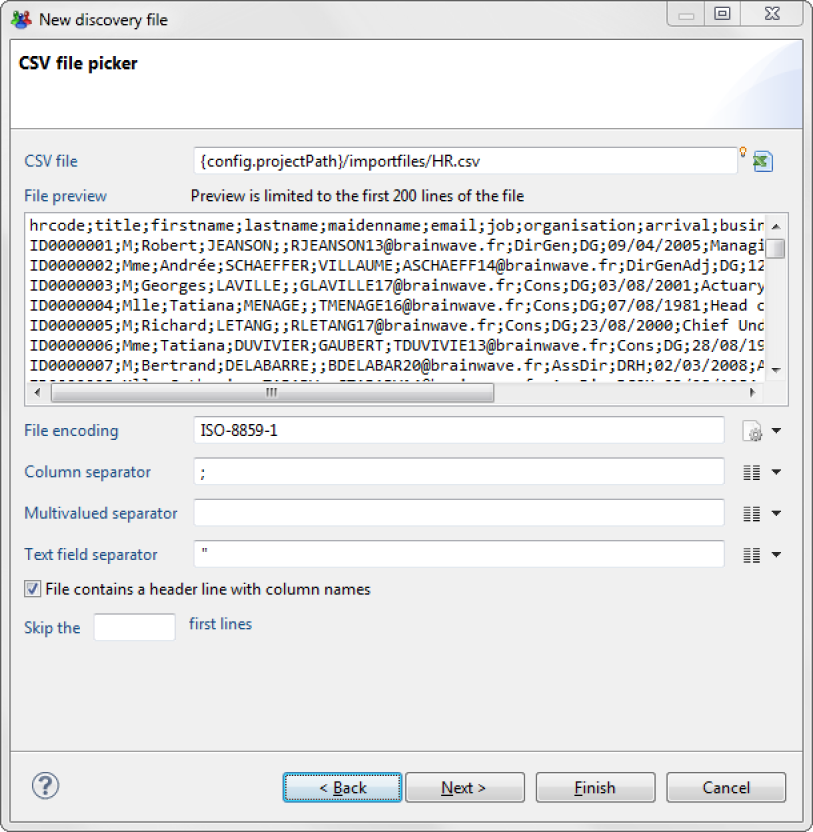 New discovery file
CSV file picker
CSV file {config.projectPath}/importfiles/HR.csv
File preview Preview is limited to the first 200 lines of the file
hrcode;title;firstname;lastname;maidenname;email;job;organisation;arrival;busin
ID0000001;M;Robert;JEANSON;;RJEANSON13@brainwave.fr;DirGen;DG;09/04/2005;Managi
ID0000002;Mme;Andrée;SCHAEFFER;VILLAUME;ASCHAEFF14@brainwave.fr;DirGenAdj;DG;12
ID0000003;M;Georges;LAVILLE;;GLAVILLE17@brainwave.fr;Cons;DG;03/08/2001;Actuary
ID0000004;Mlle;Tatiana;MENAGE;;TMENAGE16@brainwave.fr;Cons;DG;07/08/1981;Head c
ID0000005;M;Richard;LETANG;;RLETANG17@brainwave.fr;Cons;DG;23/08/2000;Chief Und
ID0000006;Mme;Tatiana;DUVIVIER;GAUBERT;TDUVIVIE13@brainwave.fr;Cons;DG;28/08/19
ID0000007;M;Bertrand;DELABARRE;;BDELABAR20@brainwave.fr;AssDir;DRH;02/03/2008;A
File encoding ISO-8859-1
Column separator ;
Multivalued separator
Text field separator "
File contains a header line with column names
Skip the first lines
? < Back Next > Finish Cancel